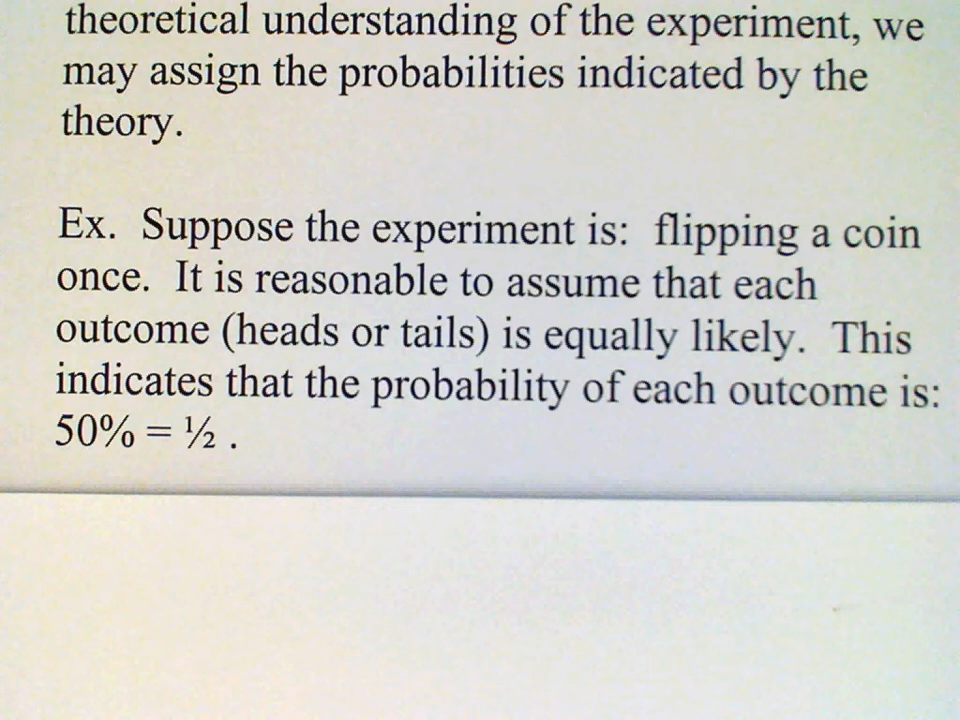 theoretical understanding of the experiment, we
may assign the probabilities indicated by the
theory.
Ex.  Suppose the experiment is:  flipping a coin
once.  It is reasonable to assume that each
outcome (heads or tails) is equally likely.  This
indicates that the probability of each outcome is:
50% = ½ .